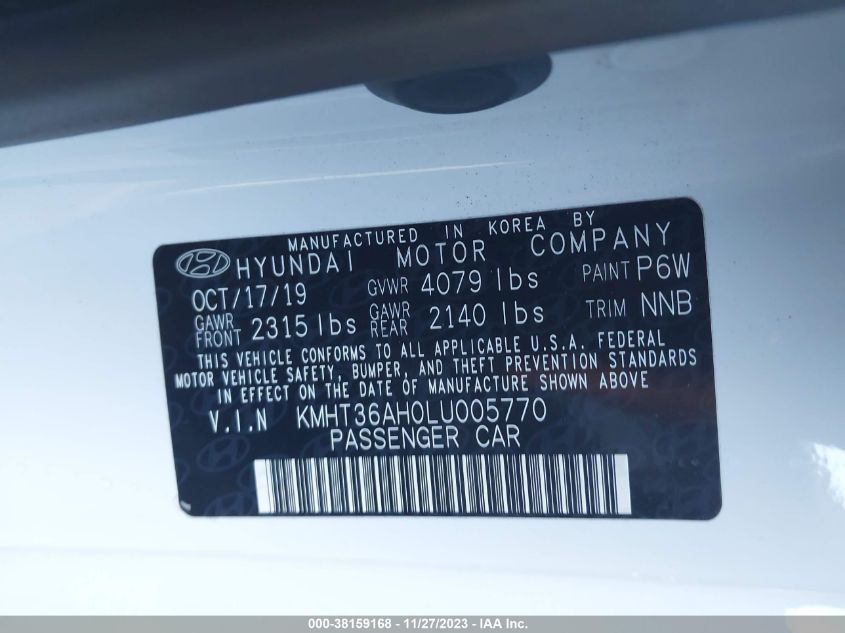 MANUFACTURED IN KOREA BY
HYUNDAI MOTOR COMPANY
OCT/17/19 GVWR 4079 lbs PAINT P6W
GAWR FRONT 2315 lbs GAWR REAR 2140 lbs TRIM NNB
THIS VEHICLE CONFORMS TO ALL APPLICABLE U.S.A. FEDERAL
MOTOR VEHICLE SAFETY, BUMPER, AND THEFT PREVENTION STANDARDS
IN EFFECT ON THE DATE OF MANUFACTURE SHOWN ABOVE
V.I.N KMHT36AH0LU005770
PASSENGER CAR
000-38159168 - 11/27/2023 - IAA Inc.